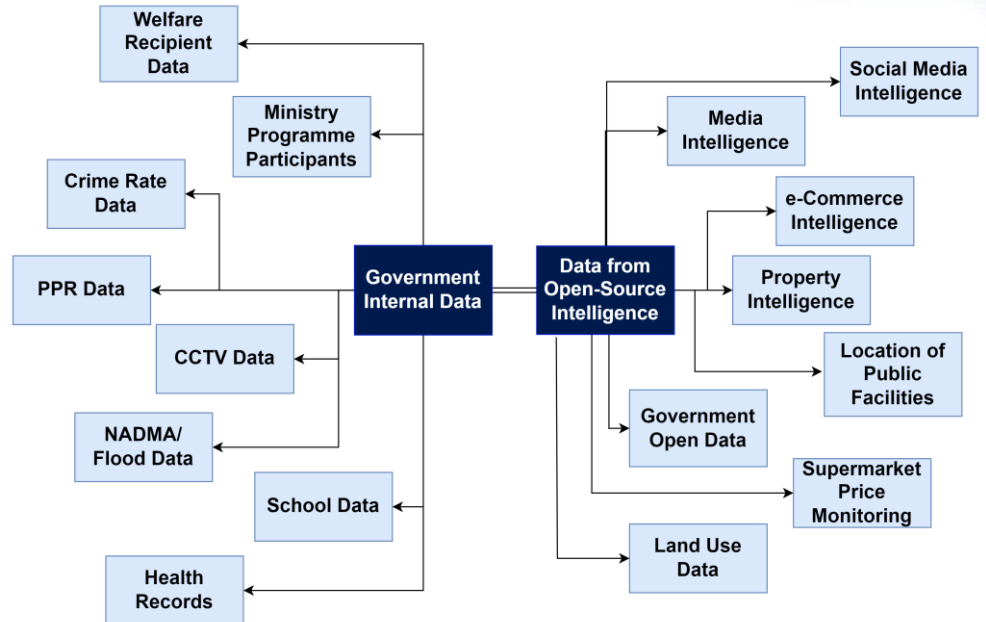 Welfare
Recipient
Data
Ministry
Programme
Participants
Crime Rate
Data
PPR Data
CCTV Data
NADMA/
Flood Data
School Data
Health
Records
Government
Internal Data
Data from
Open-Source
Intelligence
Social Media
Intelligence
Media
Intelligence
e-Commerce
Intelligence
Property
Intelligence
Location of
Public
Facilities
Government
Open Data
Supermarket
Price
Monitoring
Land Use
Data